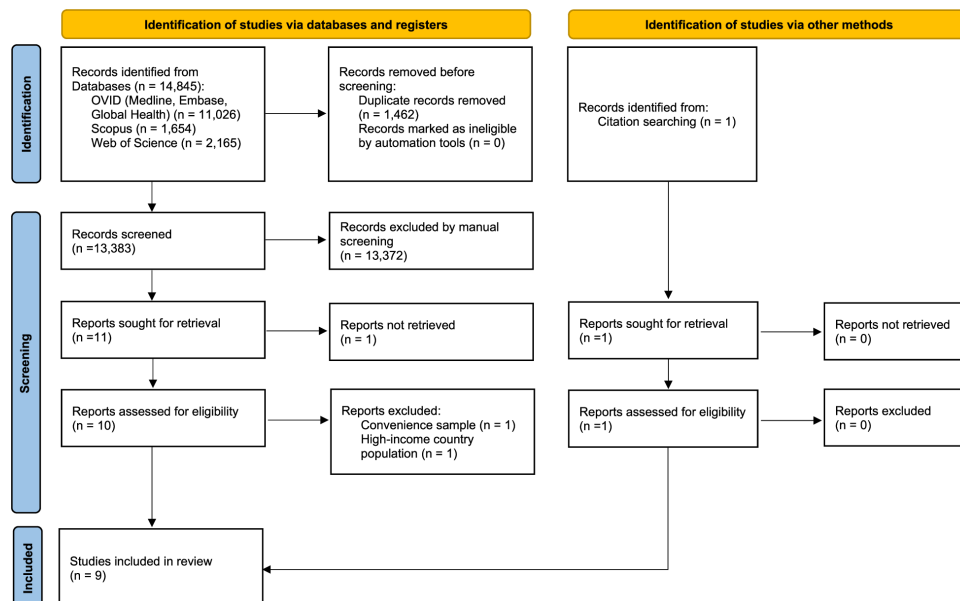 Identification of studies via databases and registers
Identification of studies via other methods
Identification
Records identified from
Databases (n = 14,845):
OVID (Medline, Embase,
Global Health) (n = 11,026)
Scopus (n = 1,654)
Web of Science (n = 2,165)
Records removed before
screening:
Duplicate records removed
(n = 1,462)
Records marked as ineligible
by automation tools (n = 0)
Records identified from:
Citation searching (n = 1)
Screening
Records screened
(n =13,383)
Records excluded by manual
screening
(n = 13,372)
Reports sought for retrieval
(n =11)
Reports not retrieved
(n = 1)
Reports sought for retrieval
(n =1)
Reports not retrieved
(n = 0)
Reports assessed for eligibility
(n = 10)
Reports excluded:
Convenience sample (n = 1)
High-income country
population (n = 1)
Reports assessed for eligibility
(n =1)
Reports excluded
(n = 0)
Included
Studies included in review
(n = 9)